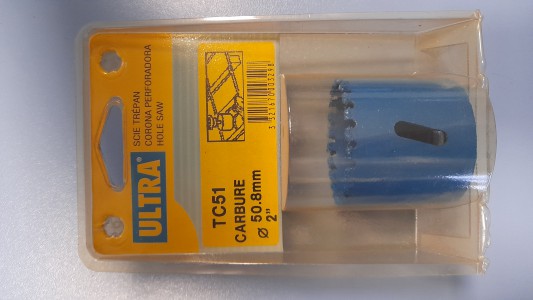 ULTRA®
SCIE TRÉPAN
CORONA PERFORADORA
HOLE SAW
TC51
CARBURE
Ø 50.8mm
2"